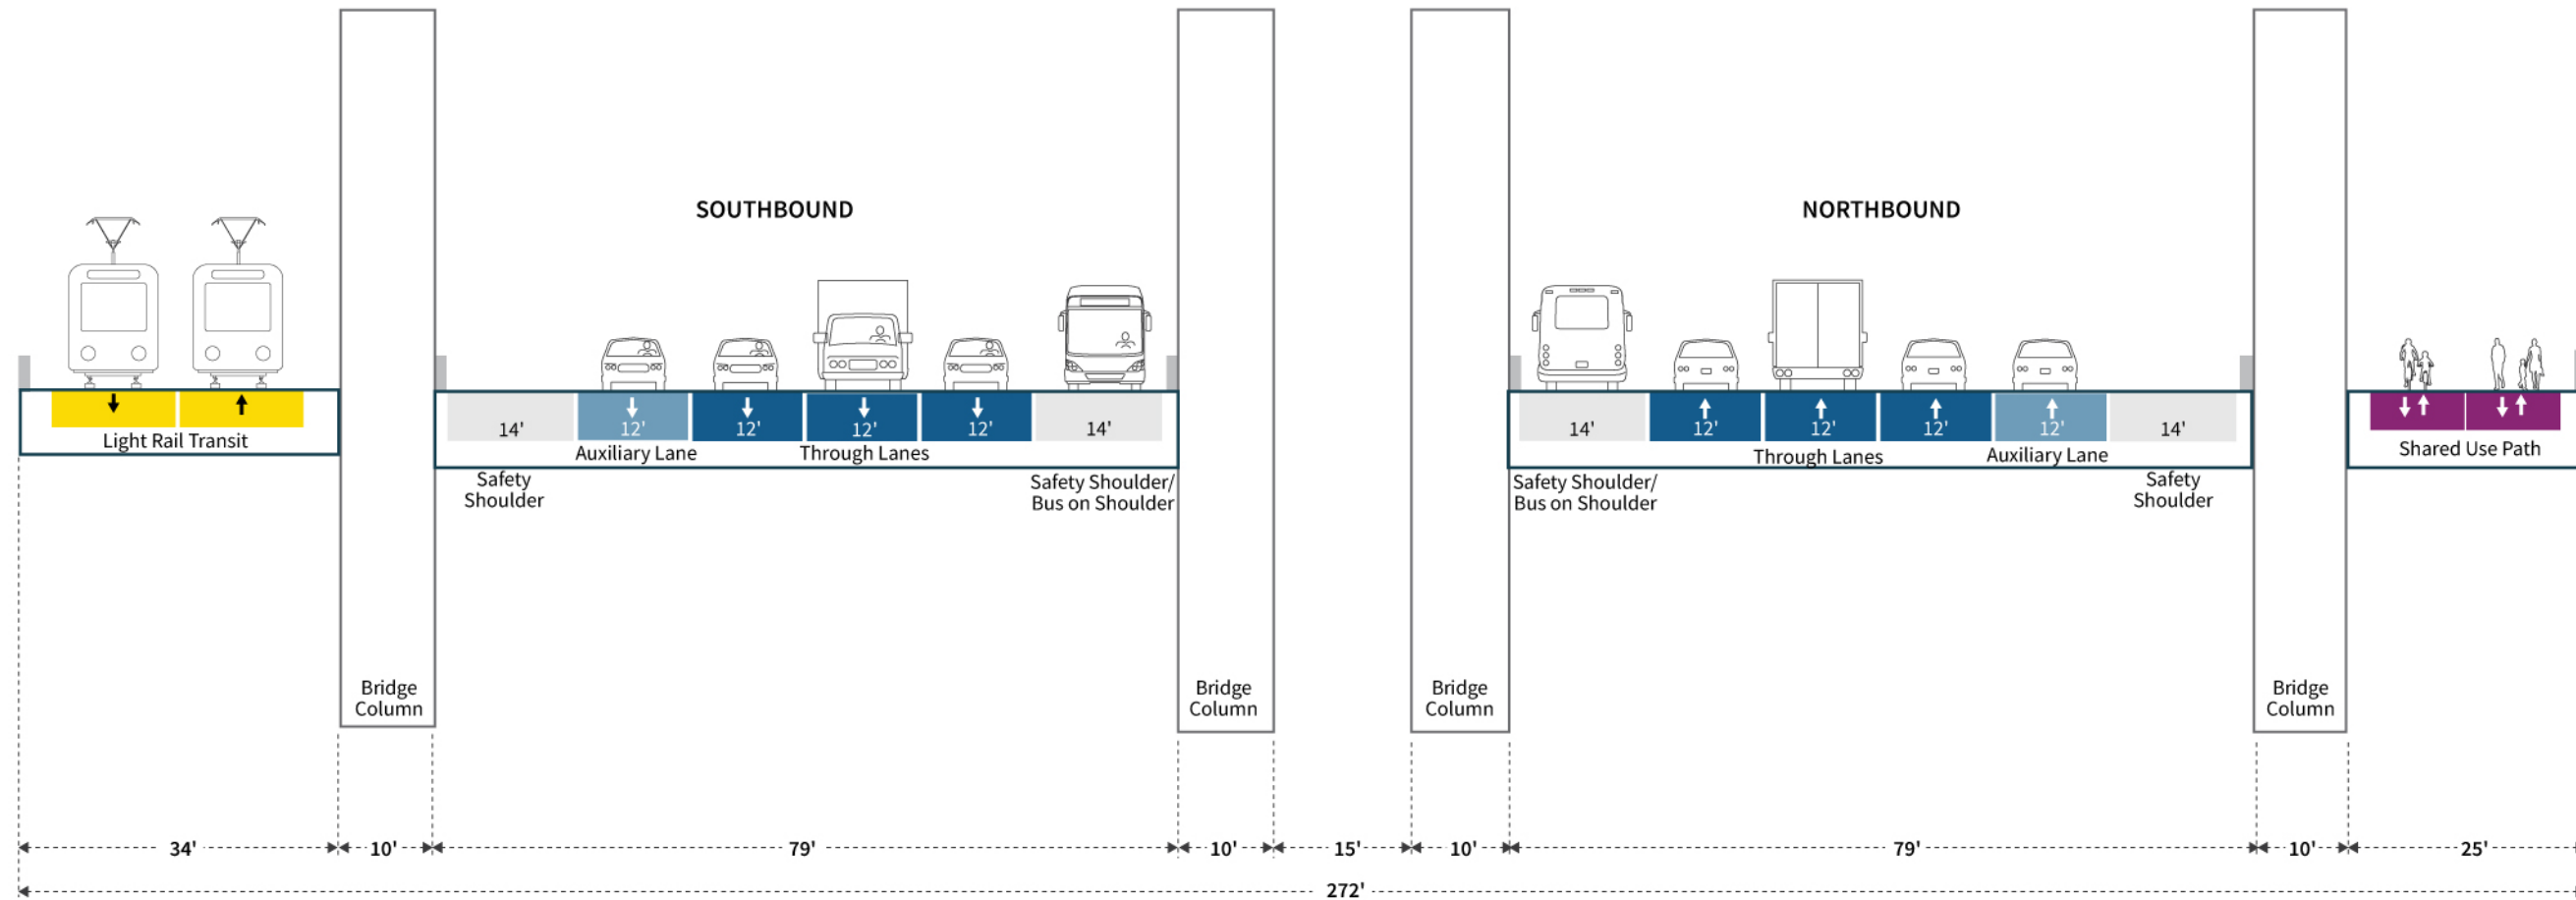 SOUTHBOUND
NORTHBOUND
14'
12'
12'
12'
12'
14'
Light Rail Transit
Auxiliary Lane
Through Lanes
Safety
Shoulder
Safety Shoulder/
Bus on Shoulder
14'
12'
12'
12'
12'
14'
Through Lanes
Auxiliary Lane
Shared Use Path
Safety Shoulder/
Bus on Shoulder
Safety
Shoulder
Bridge
Column
Bridge
Column
Bridge
Column
Bridge
Column
34'
10'
79'
10'
15'
10'
79'
10'
25'
272'